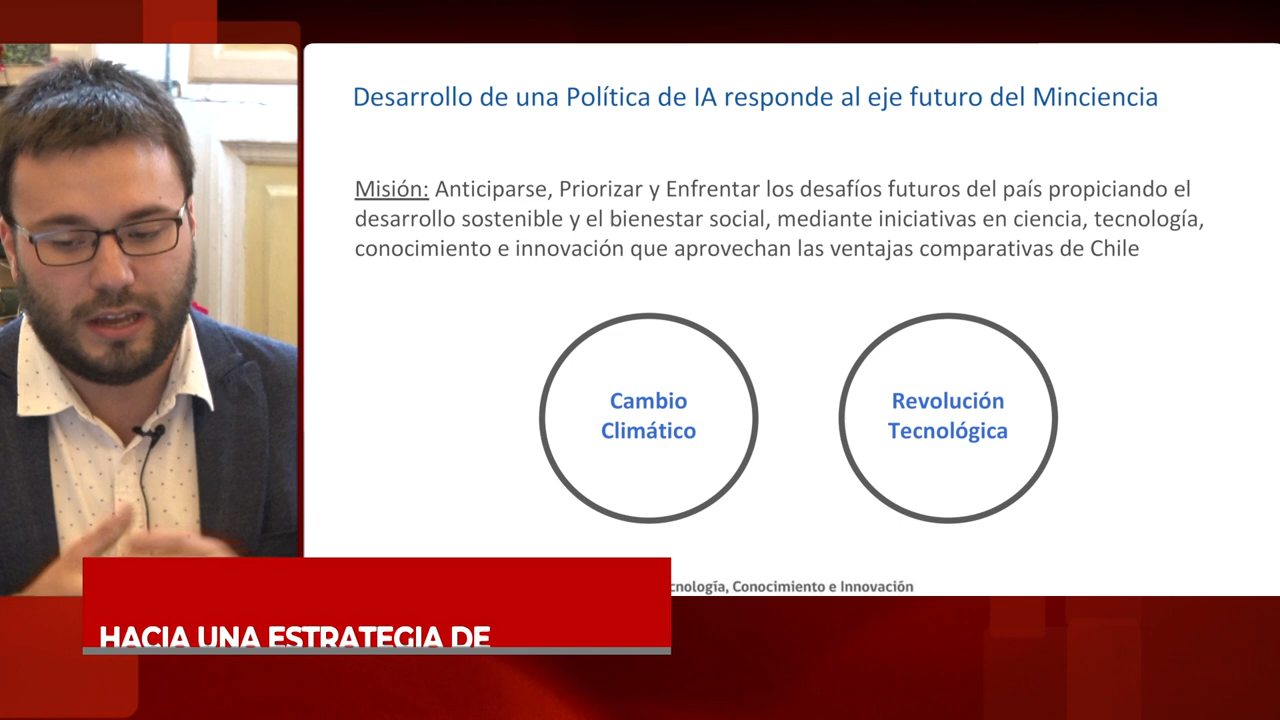 Desarrollo de una Política de IA responde al eje futuro del Minciencia
Misión: Anticiparse, Priorizar y Enfrentar los desafíos futuros del país propiciando el
desarrollo sostenible y el bienestar social, mediante iniciativas en ciencia, tecnología,
conocimiento e innovación que aprovechan las ventajas comparativas de Chile
Cambio
Climático
Revolución
Tecnológica
Conocimiento e Innovación
HACIA UNA ESTRATEGIA DE